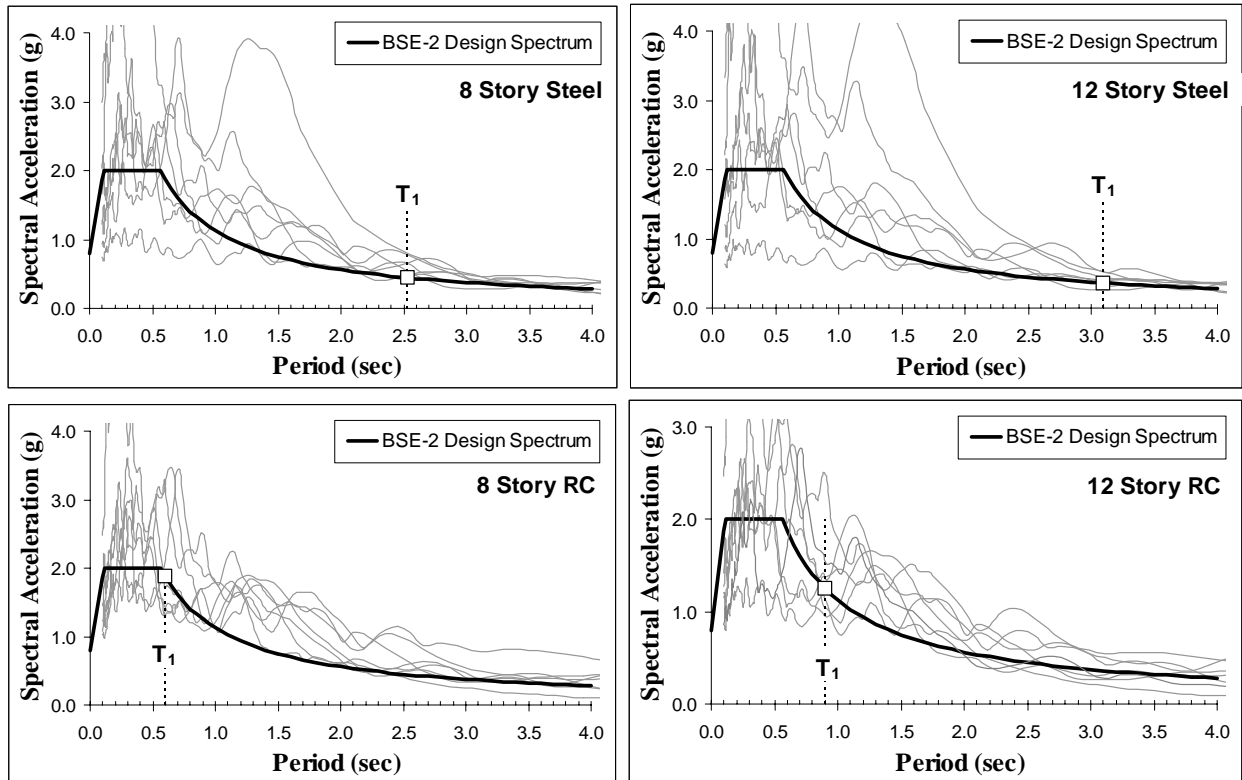 Spectral Acceleration (g)
4.0
3.0
2.0
1.0
0.0
BSE-2 Design Spectrum
8 Story Steel
T1
0.0 0.5 1.0 1.5 2.0 2.5 3.0 3.5 4.0
Period (sec)
Spectral Acceleration (g)
4.0
3.0
2.0
1.0
0.0
BSE-2 Design Spectrum
12 Story Steel
T1
0.0 0.5 1.0 1.5 2.0 2.5 3.0 3.5 4.0
Period (sec)
Spectral Acceleration (g)
4.0
3.0
2.0
1.0
0.0
BSE-2 Design Spectrum
8 Story RC
T1
0.0 0.5 1.0 1.5 2.0 2.5 3.0 3.5 4.0
Period (sec)
Spectral Acceleration (g)
3.0
2.0
1.0
0.0
BSE-2 Design Spectrum
12 Story RC
T1
0.0 0.5 1.0 1.5 2.0 2.5 3.0 3.5 4.0
Period (sec)